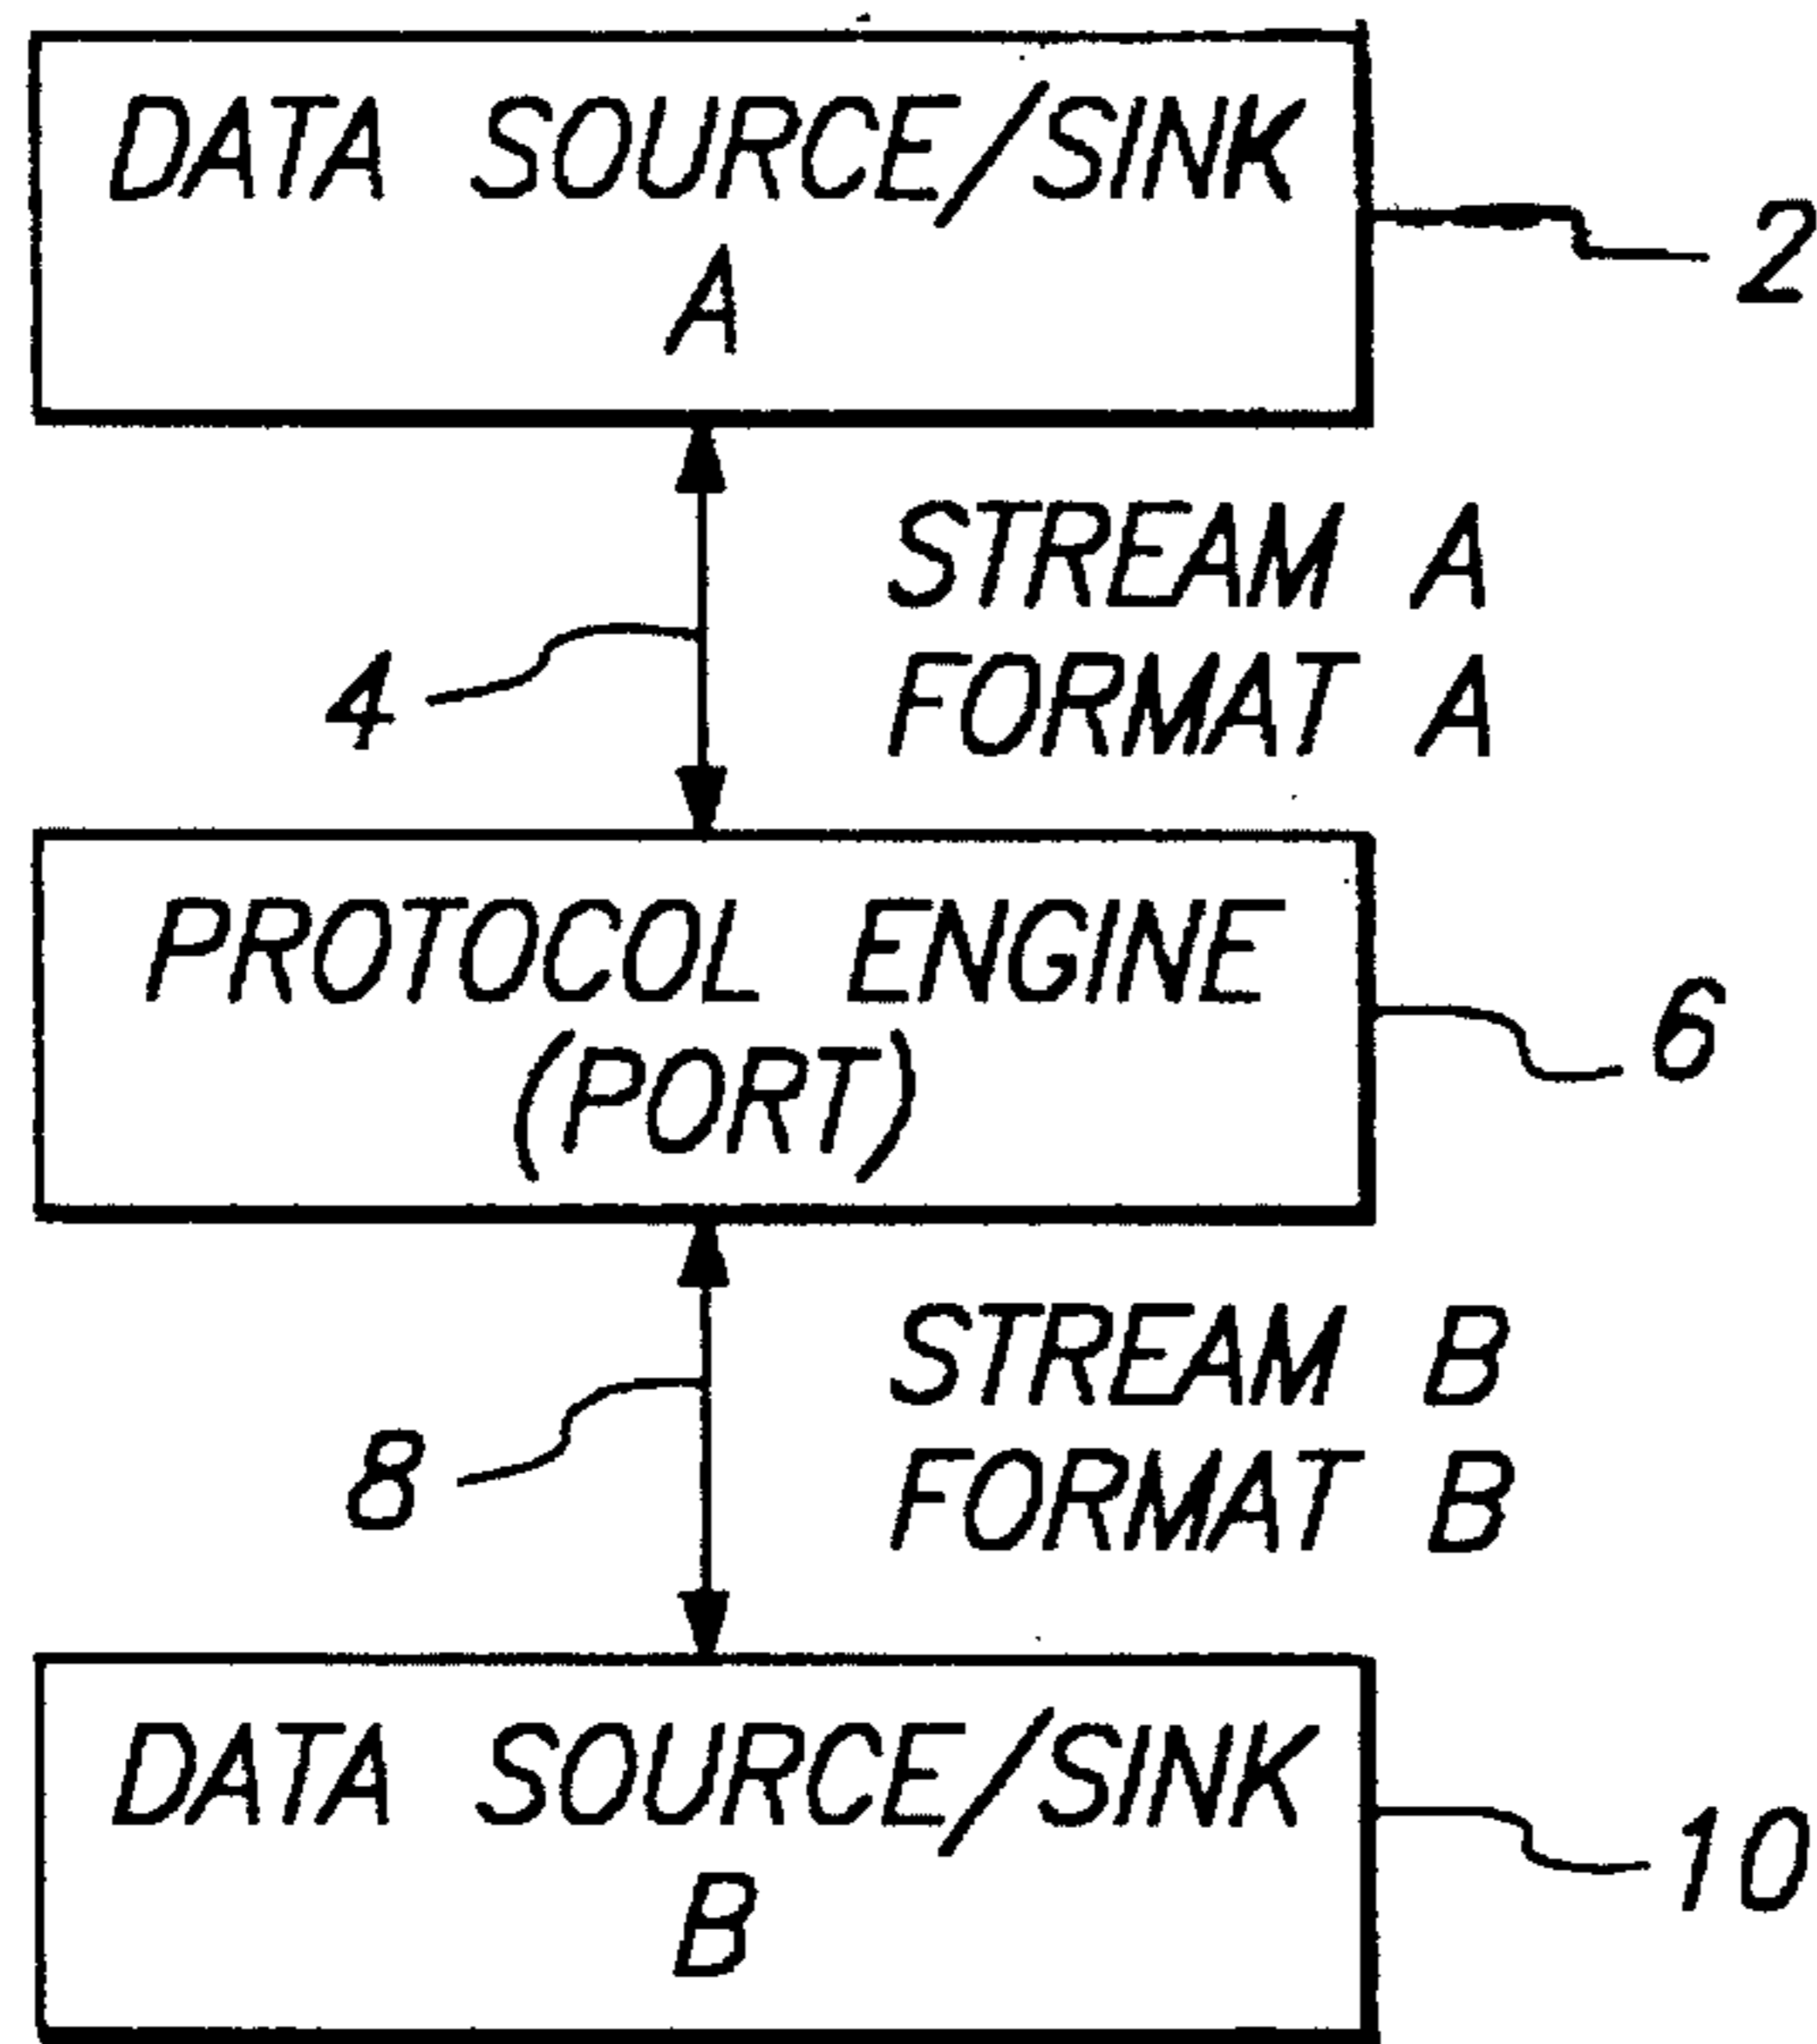 DATA SOURCE/SINK
A
2
STREAM A
FORMAT A
4
PROTOCOL ENGINE
(PORT)
6
STREAM B
FORMAT B
8
DATA SOURCE/SINK
B
10